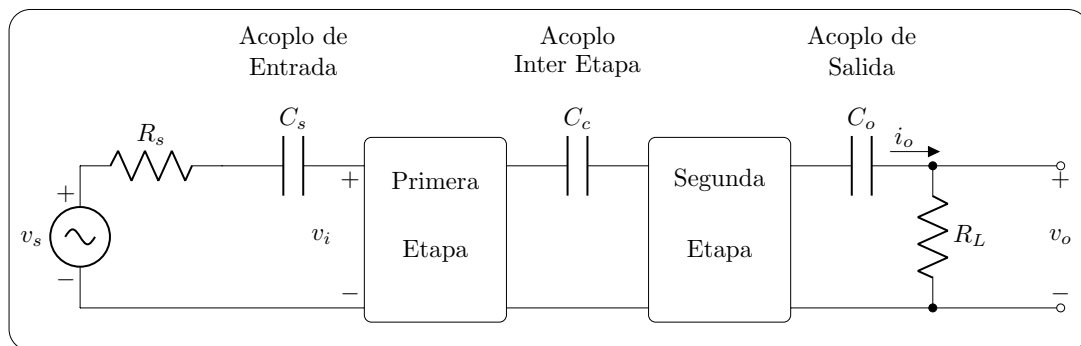 Acoplo de
Entrada
Acoplo
Inter Etapa
Acoplo de
Salida
R_s
C_s
C_c
C_o
i_o
+
v_s
−
+
v_i
−
Primera
Etapa
Segunda
Etapa
R_L
+
v_o
−